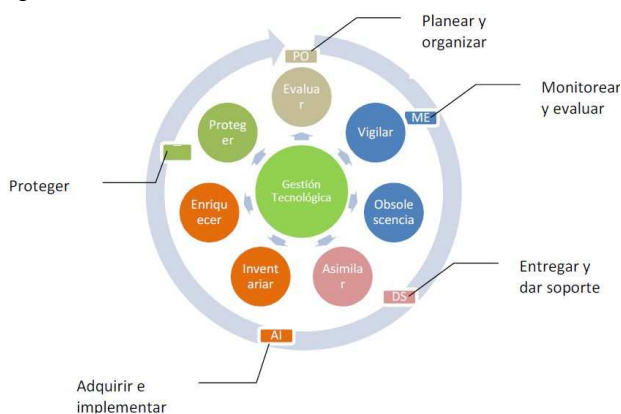 Planear y
organizar
PO
Evalua
r
Monitorear
y evaluar
ME
Vigilar
Proteg
er
Proteger
Gestión
Tecnológica
Enriqu
ecer
Obsole
scencia
Invent
ariar
Asimila
r
Entregar y
dar soporte
DS
AI
Adquirir e
implementar